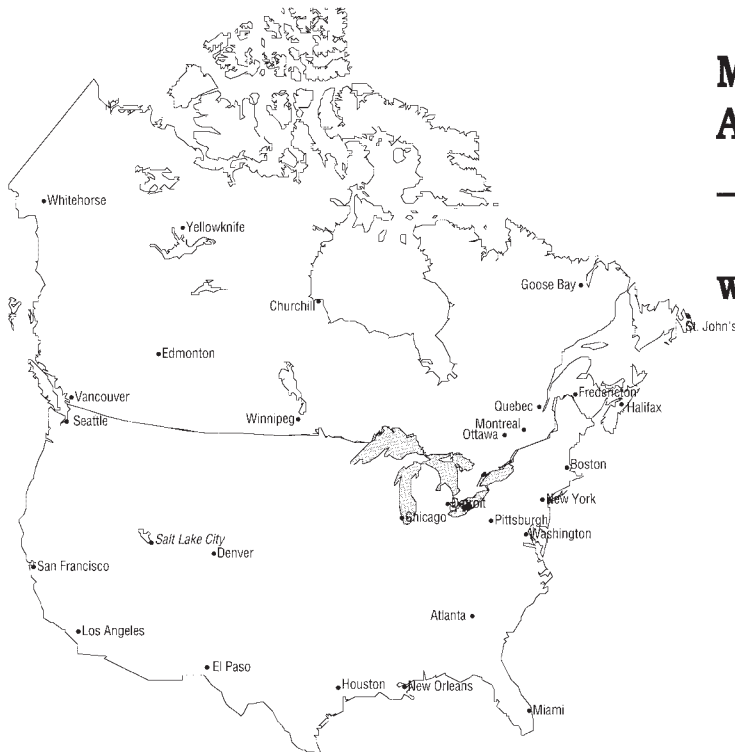 M
A
Whitehorse
Yellowknife
Goose Bay
w
Churchill
St. John's
Edmonton
Vancouver
Fredericton
Quebec
Halifax
Seattle
Winnipeg
Montreal
Ottawa
Boston
New York
Detroit
Chicago
Pittsburgh
Washington
Salt Lake City
Denver
San Francisco
Atlanta
Los Angeles
El Paso
Houston
New Orleans
Miami